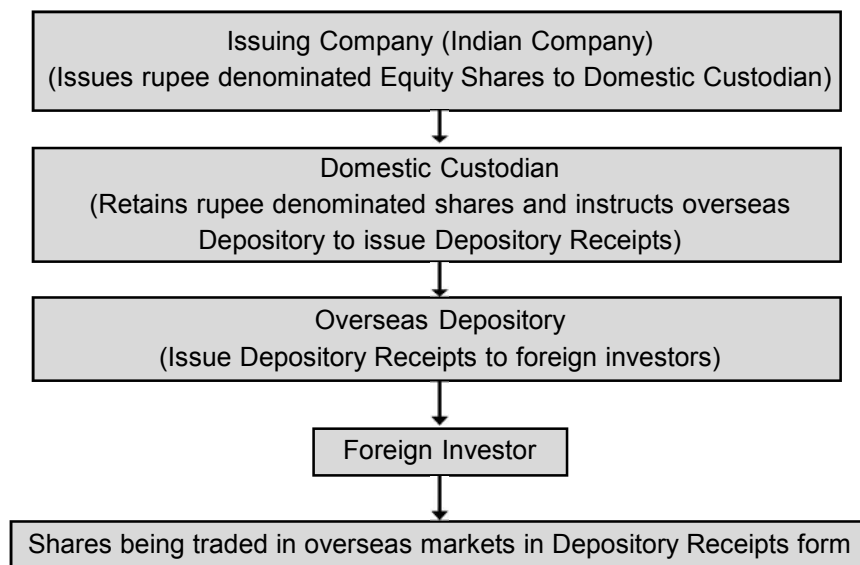 Issuing Company (Indian Company)
(Issues rupee denominated Equity Shares to Domestic Custodian)
Domestic Custodian
(Retains rupee denominated shares and instructs overseas
Depository to issue Depository Receipts)
Overseas Depository
(Issue Depository Receipts to foreign investors)
Foreign Investor
Shares being traded in overseas markets in Depository Receipts form